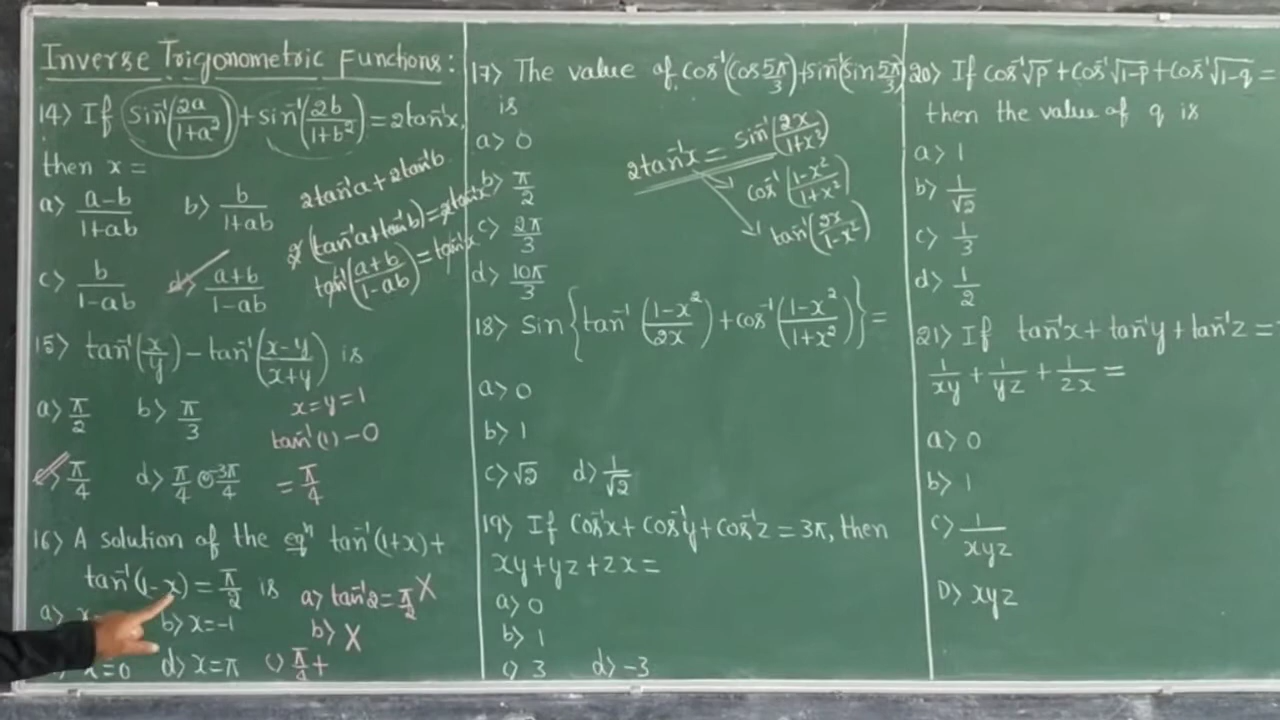 Inverse Trigonometric Functions:
14> If sin⁻¹(2a/1+a²) + sin⁻¹(2b/1+b²) = 2tan⁻¹x,
then x =
a> a-b/1+ab b> b/1+ab
c> b/1-ab d> a+b/1-ab
2tan⁻¹a + 2tan⁻¹b
2(tan⁻¹a + tan⁻¹b) = 2tan⁻¹x
tan⁻¹(a+b/1-ab) = tan⁻¹x
15> tan⁻¹(x/y) - tan⁻¹(x-y/x+y) is
a> π/2 b> π/3
c> π/4 d> π/4 or -3π/4
x=y=1
tan⁻¹(1) - 0
= π/4
16> A solution of the eqⁿ tan⁻¹(1+x) +
tan⁻¹(1-x) = π/2 is
a> b> x=-1
x=0 d> x=π
a> tan⁻¹2 = π/2 X
b> X
c) π/4 +
17> The value of cos⁻¹(cos 5π/3) + sin⁻¹(sin 5π/3)
is
a> 0
b> π/2
c> 2π/3
d> 10π/3
2tan⁻¹x = sin⁻¹(2x/1+x²)
cos⁻¹(1-x²/1+x²)
tan⁻¹(2x/1-x²)
18> Sin{tan⁻¹(1-x²/2x) + cos⁻¹(1-x²/1+x²)} =
a> 0
b> 1
c> √2 d> 1/√2
19> If cos⁻¹x + cos⁻¹y + cos⁻¹z = 3π, then
xy + yz + zx =
a> 0
b> 1
c) 3 d> -3
20> If cos⁻¹√p + cos⁻¹√1-p + cos⁻¹√1-q =
then the value of q is
a> 1
b> 1/√2
c> 1/3
d> 1/2
21> If tan⁻¹x + tan⁻¹y + tan⁻¹z =
1/xy + 1/yz + 1/zx =
a> 0
b> 1
c> 1/xyz
D> xyz